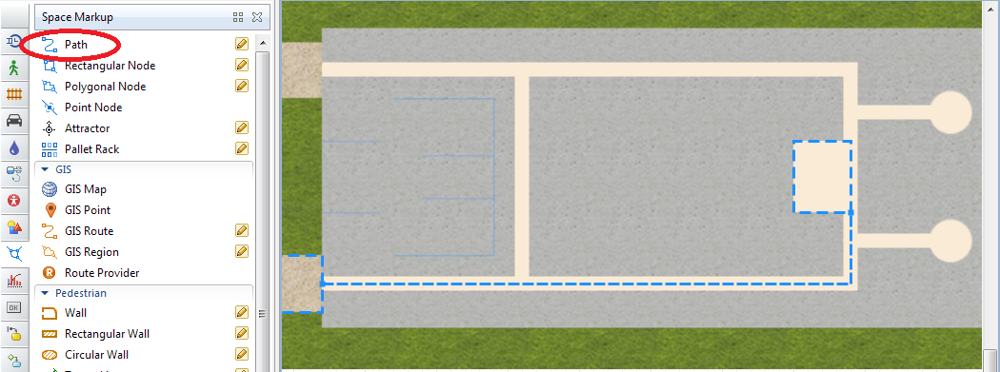 Space Markup
Path
Rectangular Node
Polygonal Node
Point Node
Attractor
Pallet Rack
GIS
GIS Map
GIS Point
GIS Route
GIS Region
R Route Provider
Pedestrian
Wall
OK
Rectangular Wall
Circular Wall